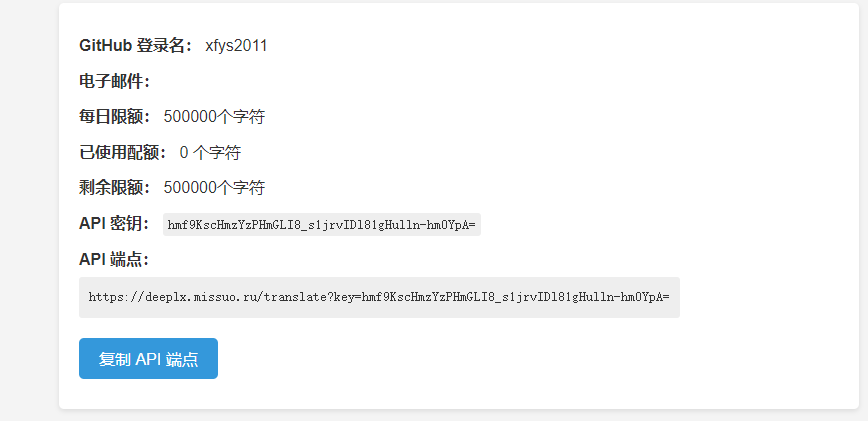 GitHub 登录名： xfys2011
电子邮件：
每日限额： 500000个字符
已使用配额： 0 个字符
剩余限额： 500000个字符
API 密钥： hmf9KscHmzYzPHmGLI8_s1jrvIDl81gHulln-hm0YpA=
API 端点：
https://deeplx.missuo.ru/translate?key=hmf9KscHmzYzPHmGLI8_s1jrvIDl81gHulln-hm0YpA=
复制 API 端点